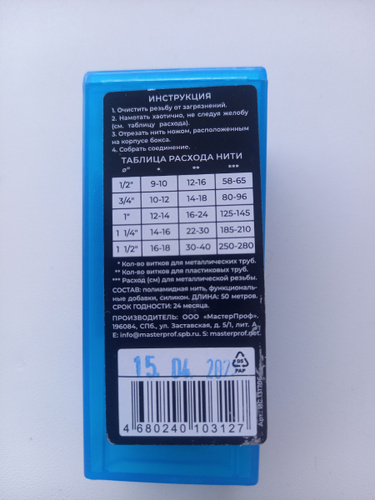 ИНСТРУКЦИЯ
1. Очистить резьбу от загрязнений.
2. Намотать хаотично, не следуя желобу
(см. таблицу расхода).
3. Отрезать нить ножом, расположенным
на корпусе бокса.
4. Собрать соединение.
ТАБЛИЦА РАСХОДА НИТИ
ø" * ** ***
1/2" 9-10 12-16 58-65
3/4" 10-12 14-18 80-96
1" 12-14 16-24 125-145
1 1/4" 14-16 22-30 185-210
1 1/2" 16-18 30-40 250-280
* Кол-во витков для металлических труб.
** Кол-во витков для пластиковых труб.
*** Расход (см) для металлической резьбы.
СОСТАВ: полиамидная нить, функциональ-
ные добавки, силикон. ДЛИНА: 50 метров.
СРОК ГОДНОСТИ: 24 месяца.
ПРОИЗВОДИТЕЛЬ: ООО «МастерПроф».
196084, СПб., ул. Заставская, д. 5/1, лит. А.
E: info@masterprof.spb.ru. S: masterprof.
15. 04 202
05
PAP
Арт.
4 680240 103127